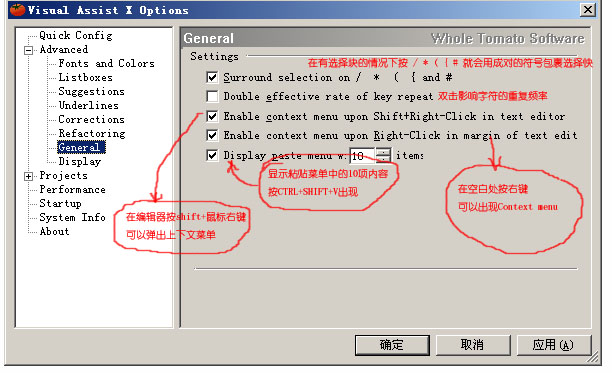 Visual Assist X Options
Quick Config
Advanced
Fonts and Colors
Listboxes
Suggestions
Underlines
Corrections
Refactoring
General
Display
Projects
Performance
Startup
System Info
About
General
Whole Tomato Software
Settings
在有选择块的情况下按 / * ( { # 就会用成对的符号包裹选择快
Surround selection on / * ( { and #
Double effective rate of key repeat
双击影响字符的重复频率
Enable context menu upon Shift+Right-Click in text editor
Enable context menu upon Right-Click in margin of text edit
Display paste menu w: 10 items
显示粘贴菜单中的10项内容
按CTRL+SHIFT+V出现
在空白处按右键
可以出现Context menu
在编辑器按shift+鼠标右键
可以弹出上下文菜单
确定
取消
应用(A)